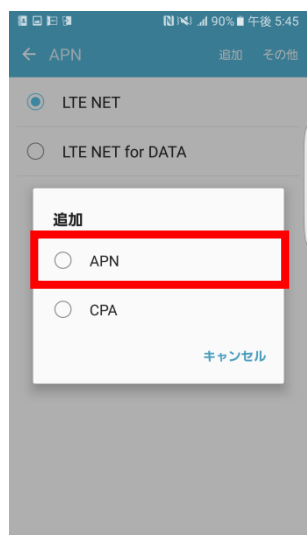 90% 午後 5:45
← APN 追加 その他
LTE NET
LTE NET for DATA
追加
APN
CPA
キャンセル